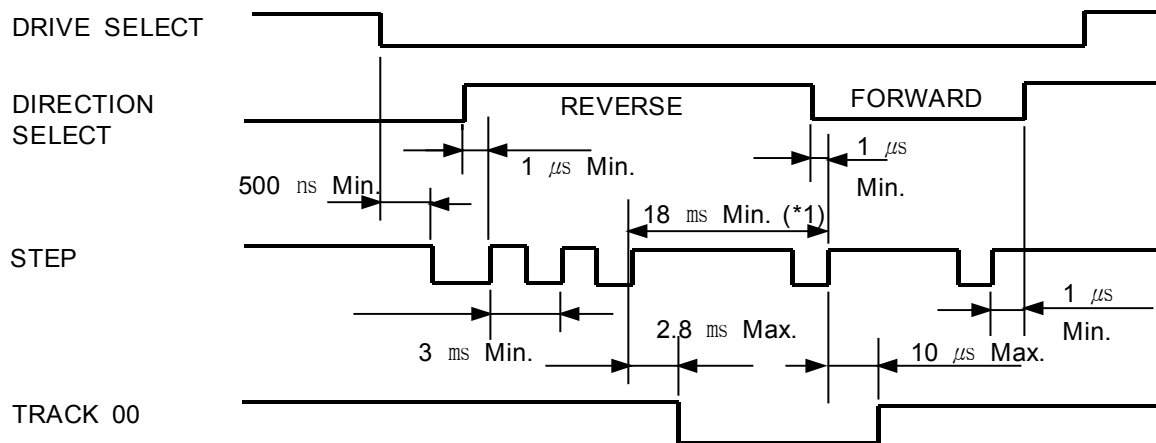 DRIVE SELECT
DIRECTION
SELECT
REVERSE
FORWARD
1 μs Min.
1 μs
Min.
500 ns Min.
18 ms Min. (*1)
STEP
3 ms Min.
2.8 ms Max.
10 μs Max.
1 μs
Min.
TRACK 00